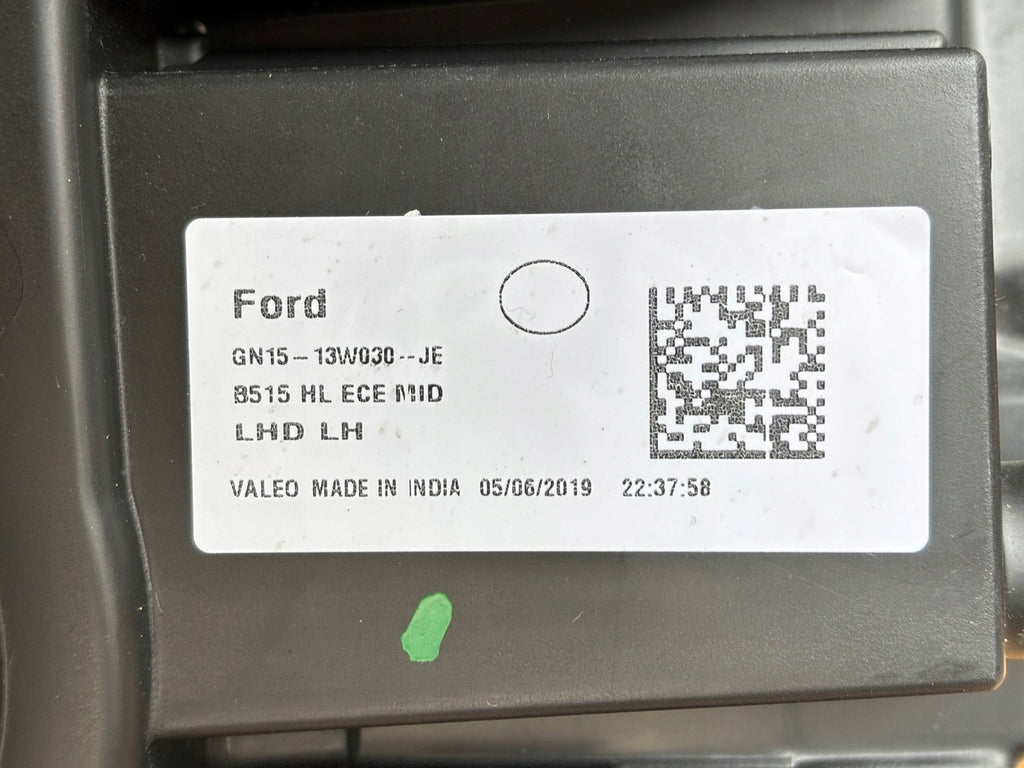 Ford
GN15-13W030--JE
B515 HL ECE MID
LHD LH
VALEO MADE IN INDIA 05/06/2019 22:37:58